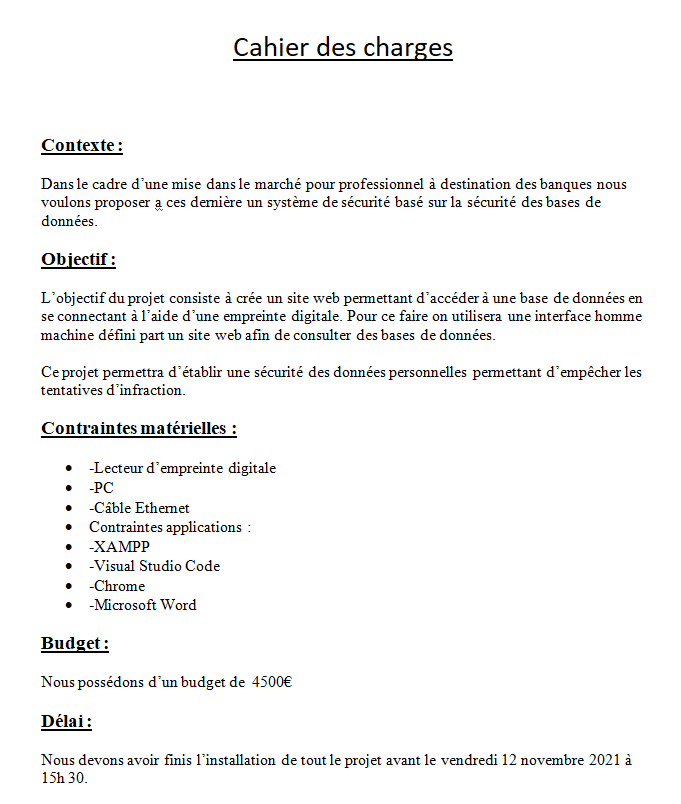 Cahier des charges
Contexte :
Dans le cadre d’une mise dans le marché pour professionnel à destination des banques nous
voulons proposer a ces dernière un système de sécurité basé sur la sécurité des bases de
données.
Objectif :
L’objectif du projet consiste à crée un site web permettant d’accéder à une base de données en
se connectant à l’aide d’une empreinte digitale. Pour ce faire on utilisera une interface homme
machine défini part un site web afin de consulter des bases de données.
Ce projet permettra d’établir une sécurité des données personnelles permettant d’empêcher les
tentatives d’infraction.
Contraintes matérielles :
• -Lecteur d’empreinte digitale
• -PC
• -Câble Ethernet
• Contraintes applications :
• -XAMPP
• -Visual Studio Code
• -Chrome
• -Microsoft Word
Budget :
Nous possédons d’un budget de 4500€
Délai :
Nous devons avoir finis l’installation de tout le projet avant le vendredi 12 novembre 2021 à
15h 30.